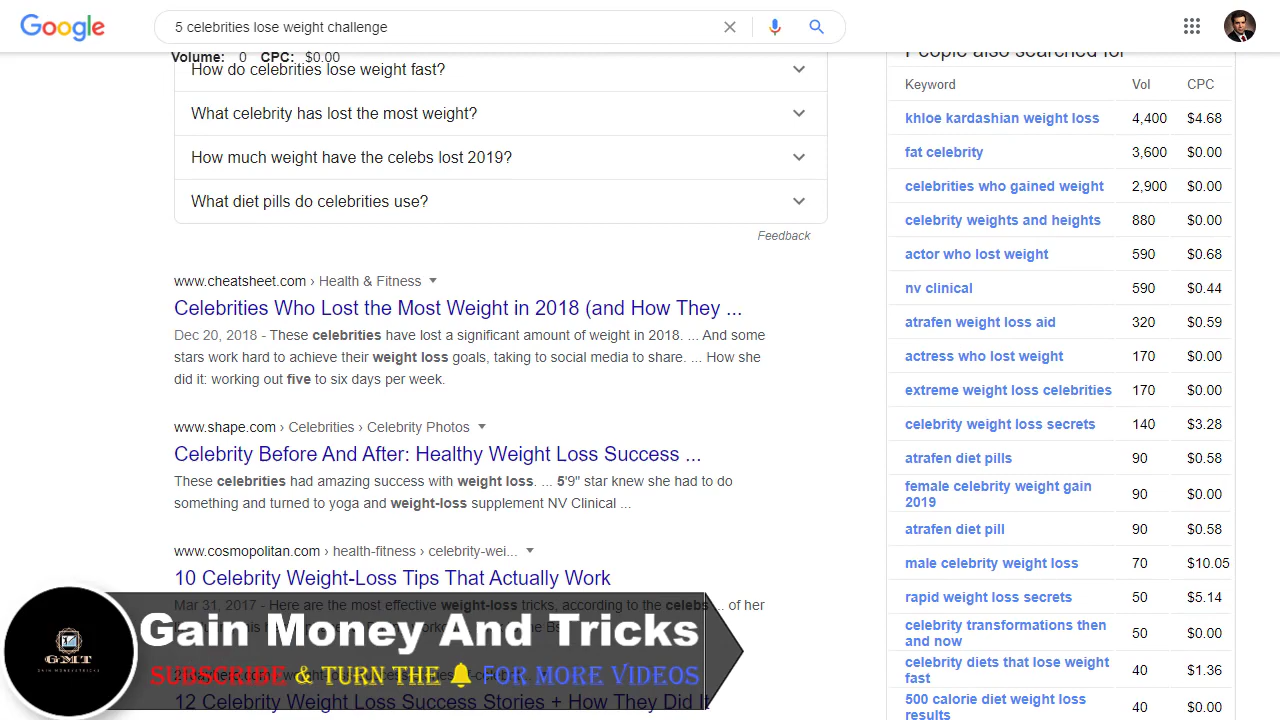 Google
5 celebrities lose weight challenge
Volume: 0 CPC: $0.00
How do celebrities lose weight fast?
What celebrity has lost the most weight?
How much weight have the celebs lost 2019?
What diet pills do celebrities use?
Feedback
www.cheatsheet.com › Health & Fitness
Celebrities Who Lost the Most Weight in 2018 (and How They ...
Dec 20, 2018 - These celebrities have lost a significant amount of weight in 2018. ... And some
stars work hard to achieve their weight loss goals, taking to social media to share. ... How she
did it: working out five to six days per week.
www.shape.com › Celebrities › Celebrity Photos
Celebrity Before And After: Healthy Weight Loss Success ...
These celebrities had amazing success with weight loss. ... 5'9" star knew she had to do
something and turned to yoga and weight-loss supplement NV Clinical ...
www.cosmopolitan.com › health-fitness › celebrity-wei...
10 Celebrity Weight-Loss Tips That Actually Work
Mar 31, 2017 - Here are the most effective weight-loss tricks, according to the celebs ... of her
12 Celebrity Weight Loss Success Stories + How They Did It
People also searched for
Keyword Vol CPC
khloe kardashian weight loss 4,400 $4.68
fat celebrity 3,600 $0.00
celebrities who gained weight 2,900 $0.00
celebrity weights and heights 880 $0.00
actor who lost weight 590 $0.68
nv clinical 590 $0.44
atrafen weight loss aid 320 $0.59
actress who lost weight 170 $0.00
extreme weight loss celebrities 170 $0.00
celebrity weight loss secrets 140 $3.28
atrafen diet pills 90 $0.58
female celebrity weight gain
2019 90 $0.00
atrafen diet pill 90 $0.58
male celebrity weight loss 70 $10.05
rapid weight loss secrets 50 $5.14
celebrity transformations then
and now 50 $0.00
celebrity diets that lose weight
fast 40 $1.36
500 calorie diet weight loss
results 40 $0.00
GMT
Gain Money And Tricks
SUBSCRIBE & TURN THE FOR MORE VIDEOS